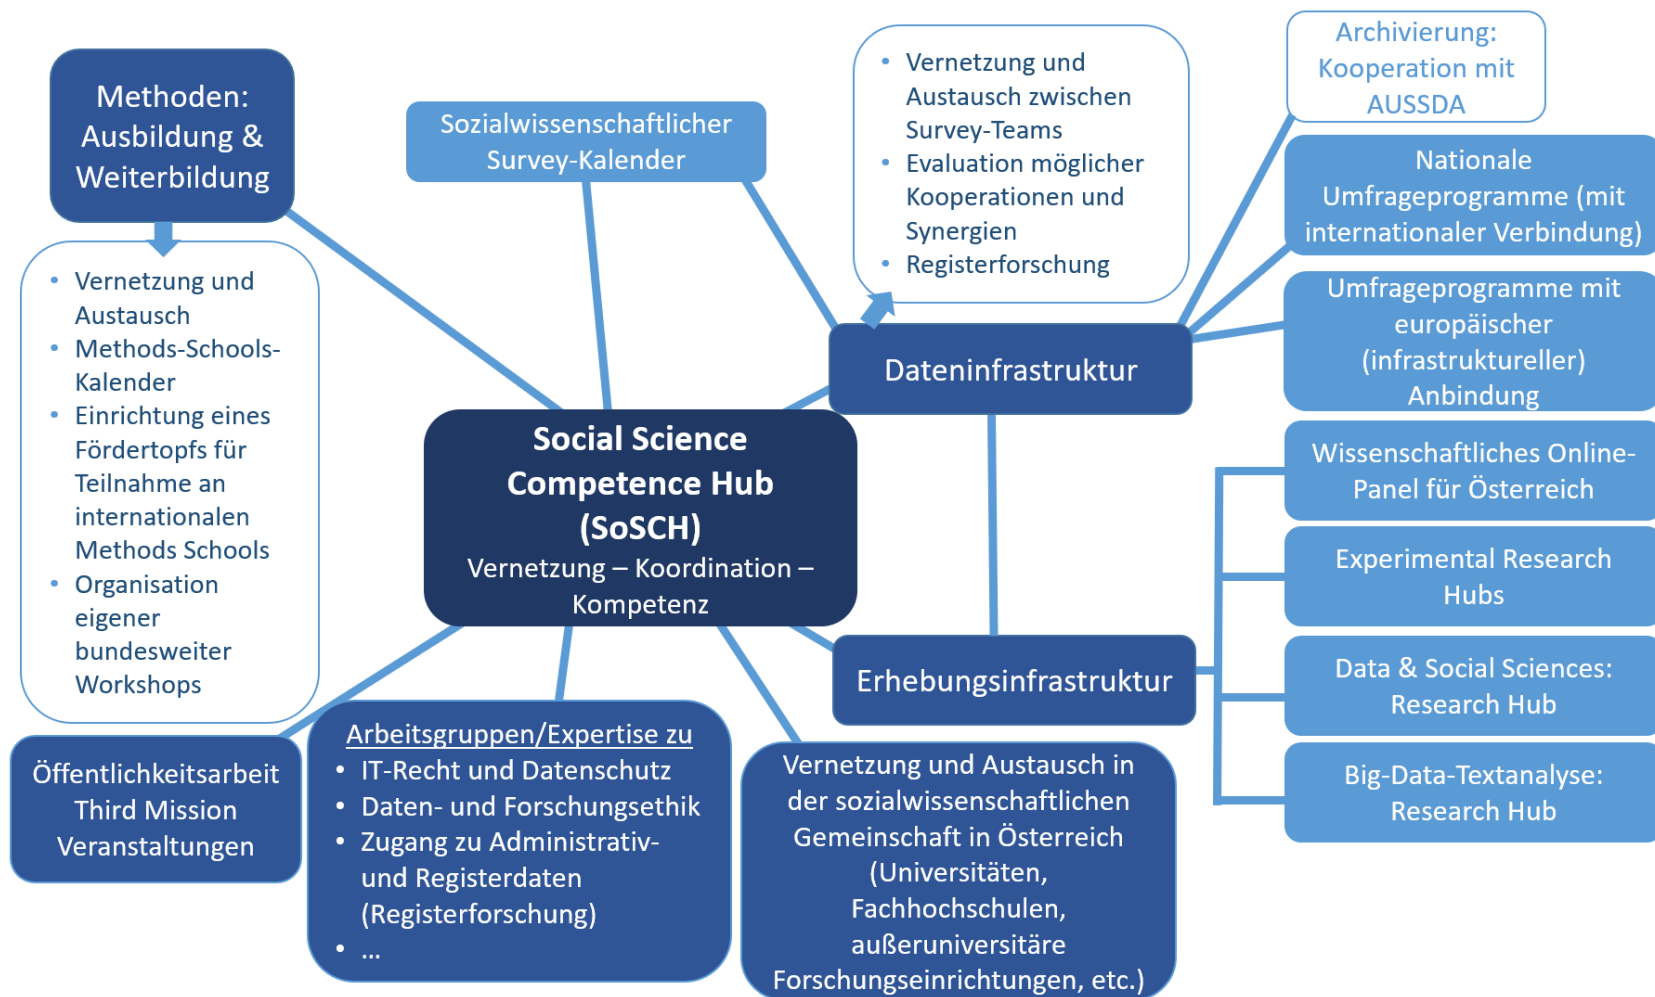 Methoden:
Ausbildung &
Weiterbildung
• Vernetzung und
Austausch
• Methods-Schools-
Kalender
• Einrichtung eines
Fördertopfs für
Teilnahme an
internationalen
Methods Schools
• Organisation
eigener
bundesweiter
Workshops
Sozialwissenschaftlicher
Survey-Kalender
• Vernetzung und
Austausch zwischen
Survey-Teams
• Evaluation möglicher
Kooperationen und
Synergien
• Registerforschung
Archivierung:
Kooperation mit
AUSSDA
Nationale
Umfrageprogramme (mit
internationaler Verbindung)
Umfrageprogramme mit
europäischer
(infrastruktureller)
Anbindung
Dateninfrastruktur
Social Science
Competence Hub
(SoSCH)
Vernetzung – Koordination –
Kompetenz
Wissenschaftliches Online-
Panel für Österreich
Experimental Research
Hubs
Data & Social Sciences:
Research Hub
Big-Data-Textanalyse:
Research Hub
Erhebungsinfrastruktur
Öffentlichkeitsarbeit
Third Mission
Veranstaltungen
Arbeitsgruppen/Expertise zu
• IT-Recht und Datenschutz
• Daten- und Forschungsethik
• Zugang zu Administrativ-
und Registerdaten
(Registerforschung)
• ...
Vernetzung und Austausch in
der sozialwissenschaftlichen
Gemeinschaft in Österreich
(Universitäten,
Fachhochschulen,
außeruniversitäre
Forschungseinrichtungen, etc.)